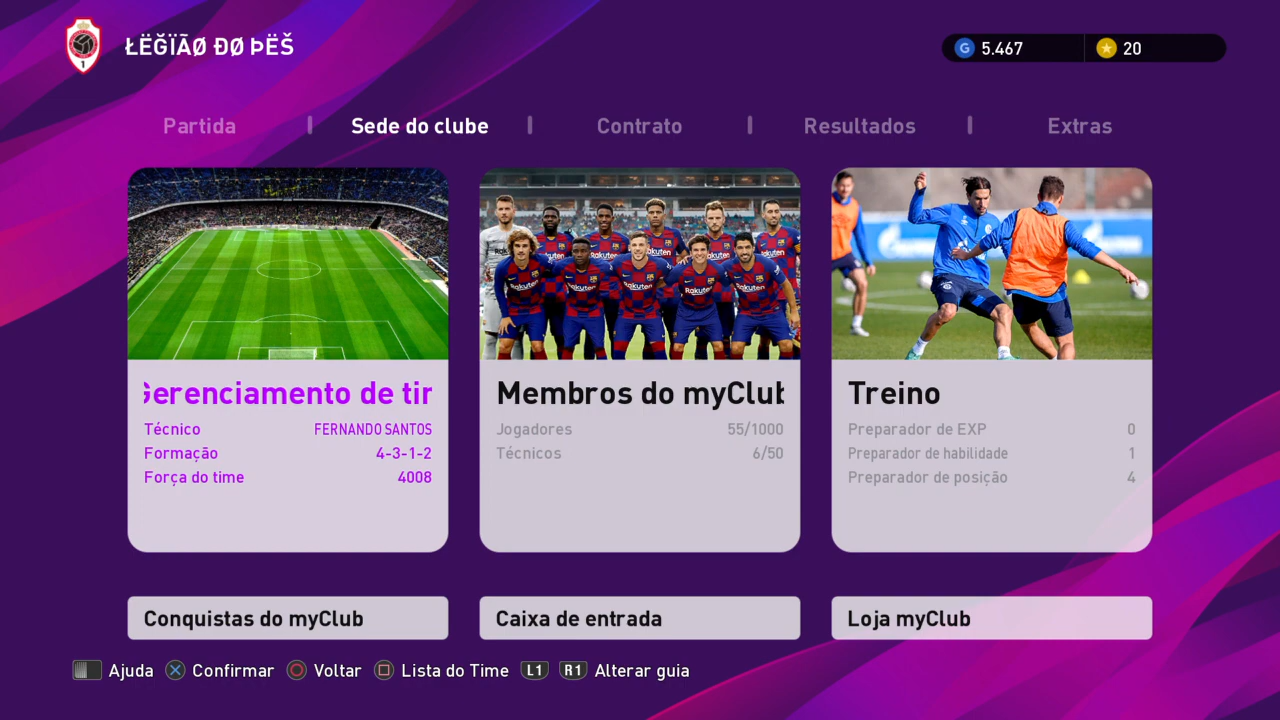 ŁËĞÏÃØ ĐØ ÞËŠ
5.467
20
Partida
Sede do clube
Contrato
Resultados
Extras
Gerenciamento de tir
Técnico FERNANDO SANTOS
Formação 4-3-1-2
Força do time 4008
Membros do myClub
Jogadores 55/1000
Técnicos 6/50
Treino
Preparador de EXP 0
Preparador de habilidade 1
Preparador de posição 4
Conquistas do myClub
Caixa de entrada
Loja myClub
Ajuda Confirmar Voltar Lista do Time L1 R1 Alterar guia